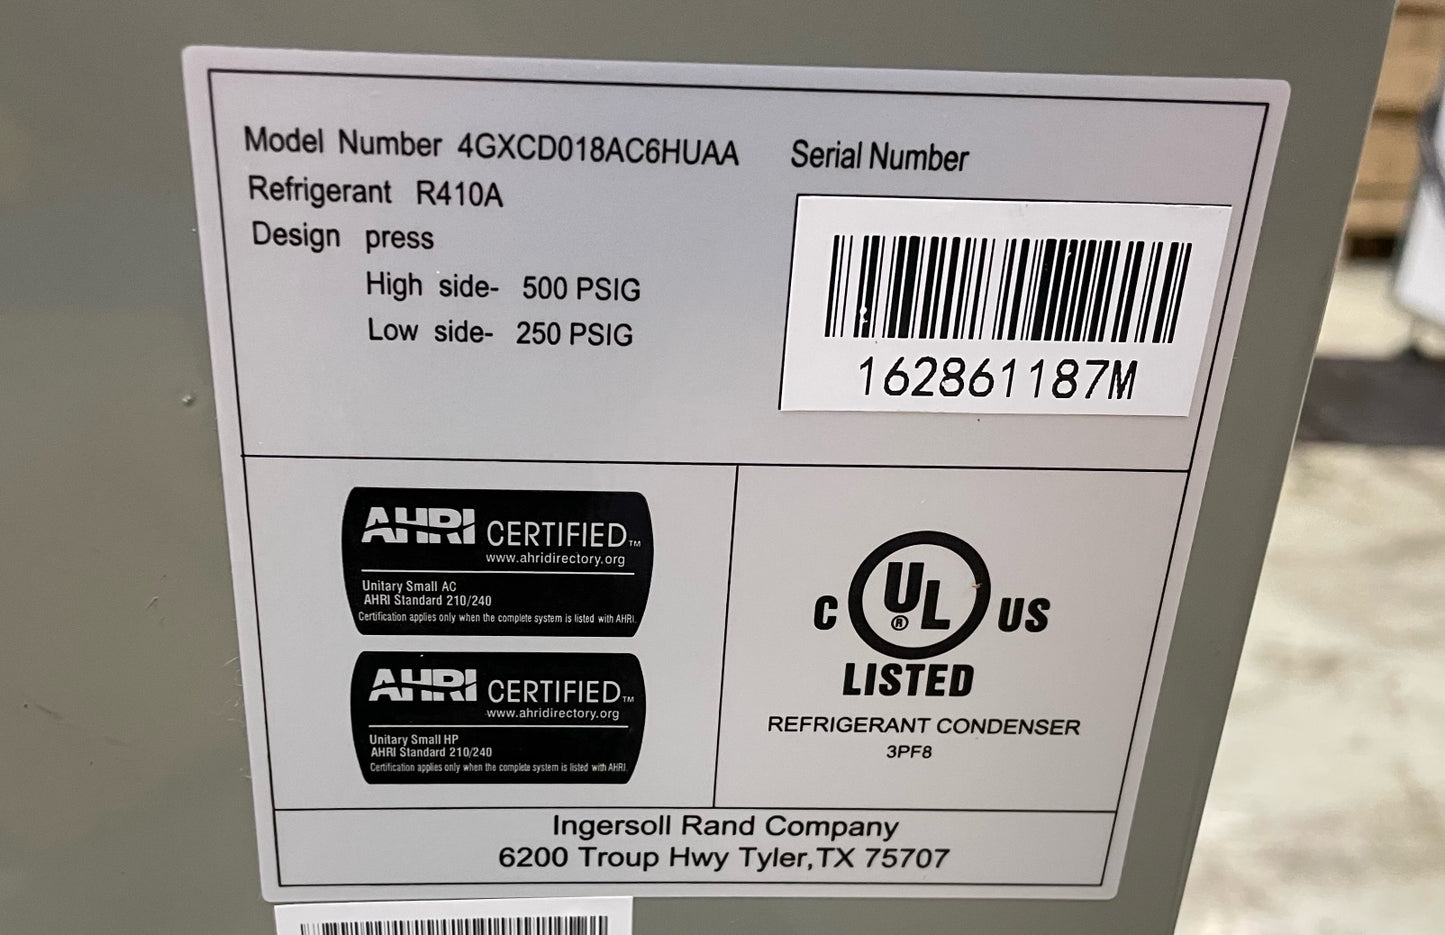 Model Number 4GXCD018AC6HUAA
Refrigerant R410A
Design press
High side- 500 PSIG
Low side- 250 PSIG
Serial Number
162861187M
AHRI CERTIFIED™
www.ahridirectory.org
Unitary Small AC
AHRI Standard 210/240
Certification applies only when the complete system is listed with AHRI.
AHRI CERTIFIED™
www.ahridirectory.org
Unitary Small HP
AHRI Standard 210/240
Certification applies only when the complete system is listed with AHRI.
C UL® US
LISTED
REFRIGERANT CONDENSER
3PF8
Ingersoll Rand Company
6200 Troup Hwy Tyler,TX 75707